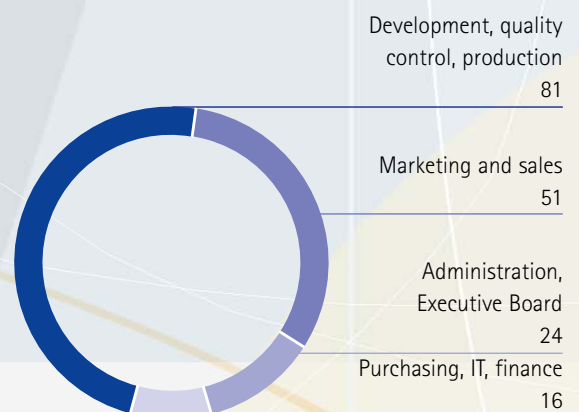 Development, quality
control, production
81
Marketing and sales
51
Administration,
Executive Board
24
Purchasing, IT, finance
16